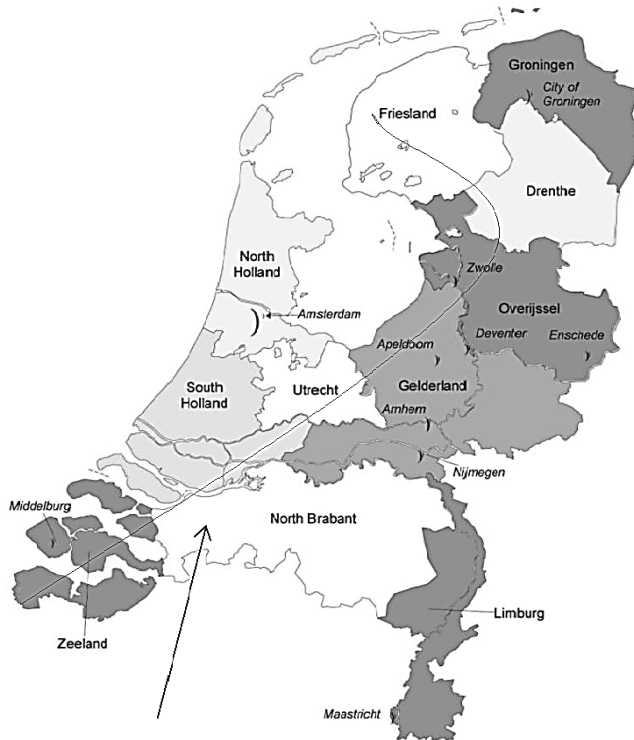 Groningen
City of
Groningen
Friesland
Drenthe
North
Holland
Zwolle
Overijssel
Amsterdam
Deventer
Enschede
Apeldoorn
South
Holland
Utrecht
Gelderland
Arnhem
Nijmegen
Middelburg
North Brabant
Limburg
Zeeland
Maastricht